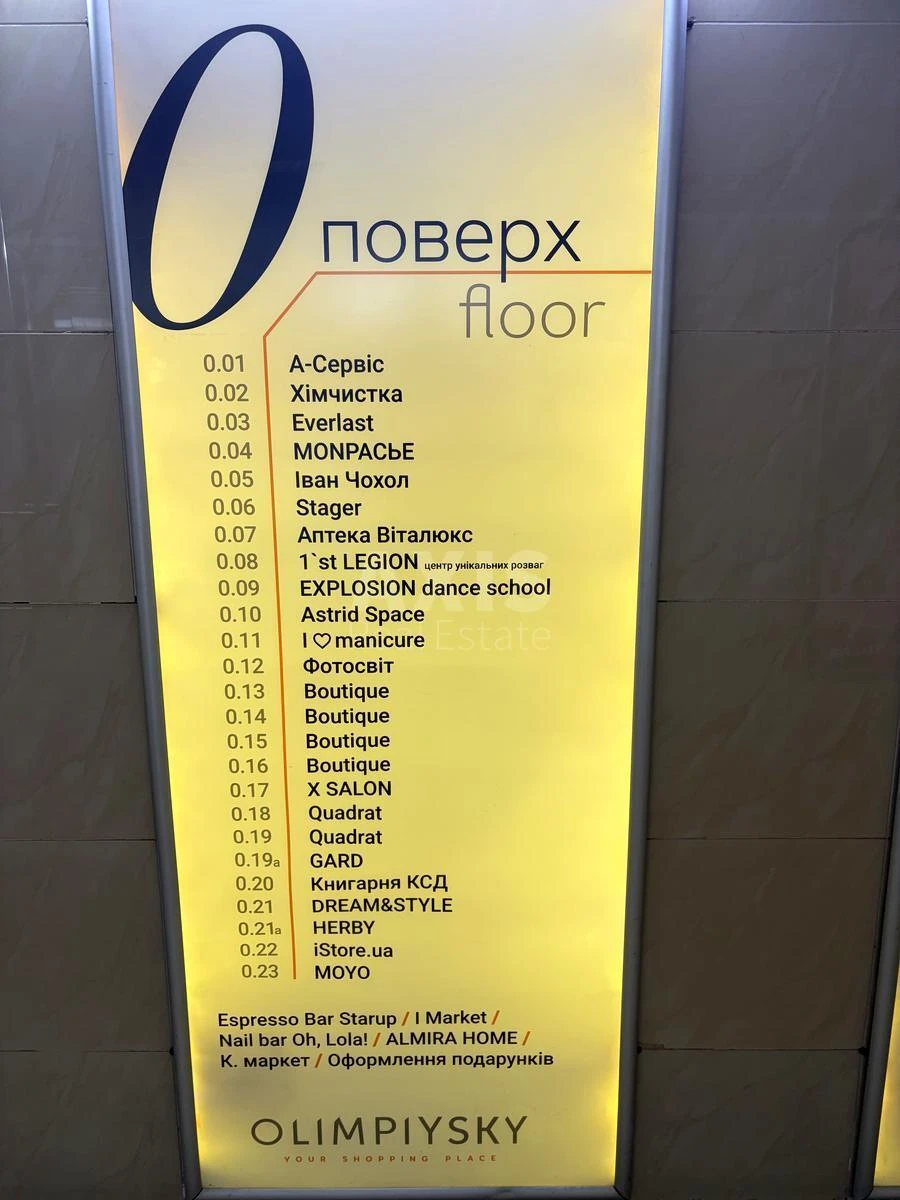 0 поверх
floor
0.01 А-Сервіс
0.02 Хімчистка
0.03 Everlast
0.04 MONPACЬE
0.05 Іван Чохол
0.06 Stager
0.07 Аптека Віталюкс
0.08 1`st LEGION центр унікальних розваг
0.09 EXPLOSION dance school
0.10 Astrid Space
0.11 I ♡ manicure
0.12 Фотосвіт
0.13 Boutique
0.14 Boutique
0.15 Boutique
0.16 Boutique
0.17 X SALON
0.18 Quadrat
0.19 Quadrat
0.19a GARD
0.20 Книгарня КСД
0.21 DREAM&STYLE
0.21a HERBY
0.22 iStore.ua
0.23 MOYO
Espresso Bar Starup / I Market /
Nail bar Oh, Lola! / ALMIRA HOME /
К. маркет / Оформлення подарунків
OLIMPIYSKY
YOUR SHOPPING PLACE
Estate